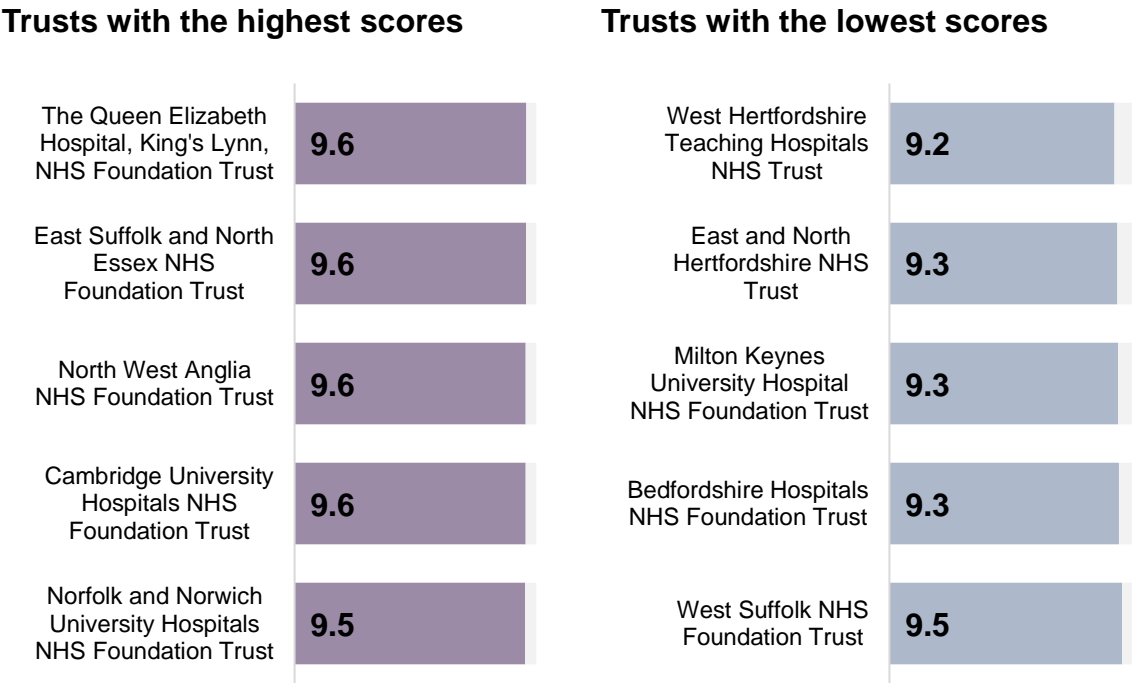 Trusts with the highest scores
The Queen Elizabeth
Hospital, King's Lynn,
NHS Foundation Trust
9.6
East Suffolk and North
Essex NHS
Foundation Trust
9.6
North West Anglia
NHS Foundation Trust
9.6
Cambridge University
Hospitals NHS
Foundation Trust
9.6
Norfolk and Norwich
University Hospitals
NHS Foundation Trust
9.5
Trusts with the lowest scores
West Hertfordshire
Teaching Hospitals
NHS Trust
9.2
East and North
Hertfordshire NHS
Trust
9.3
Milton Keynes
University Hospital
NHS Foundation Trust
9.3
Bedfordshire Hospitals
NHS Foundation Trust
9.3
West Suffolk NHS
Foundation Trust
9.5